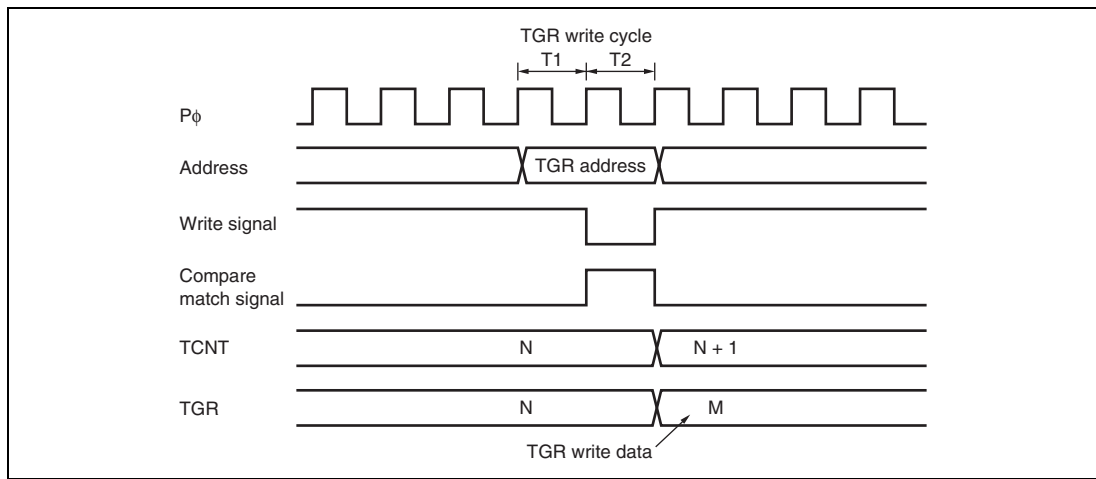 TGR write cycle
T1 T2
Pϕ
Address TGR address
Write signal
Compare
match signal
TCNT N N + 1
TGR N M
TGR write data